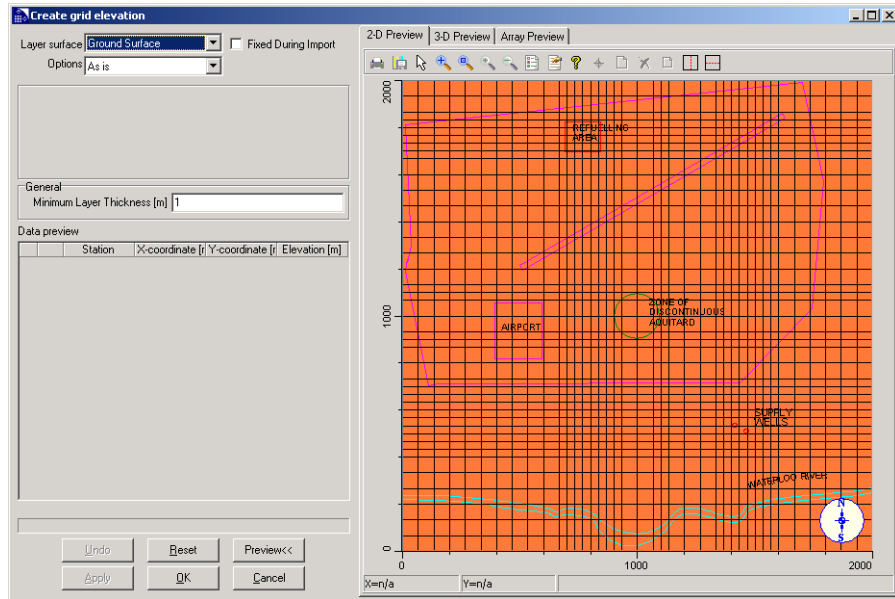 Create grid elevation
Layer surface Ground Surface Fixed During Import
Options As is
General
Minimum Layer Thickness [m] 1
Data preview
Station X-coordinate [r Y-coordinate [r Elevation [m]
Undo Reset Preview<<
Apply OK Cancel
2-D Preview 3-D Preview Array Preview
2000
1000
0
REFUELLING
AREA
ZONE OF
DISCONTINUOUS
AQUITARD
AIRPORT
SUPPLY
WELLS
WATERLOO RIVER
N
S
0 1000 2000
X=n/a Y=n/a